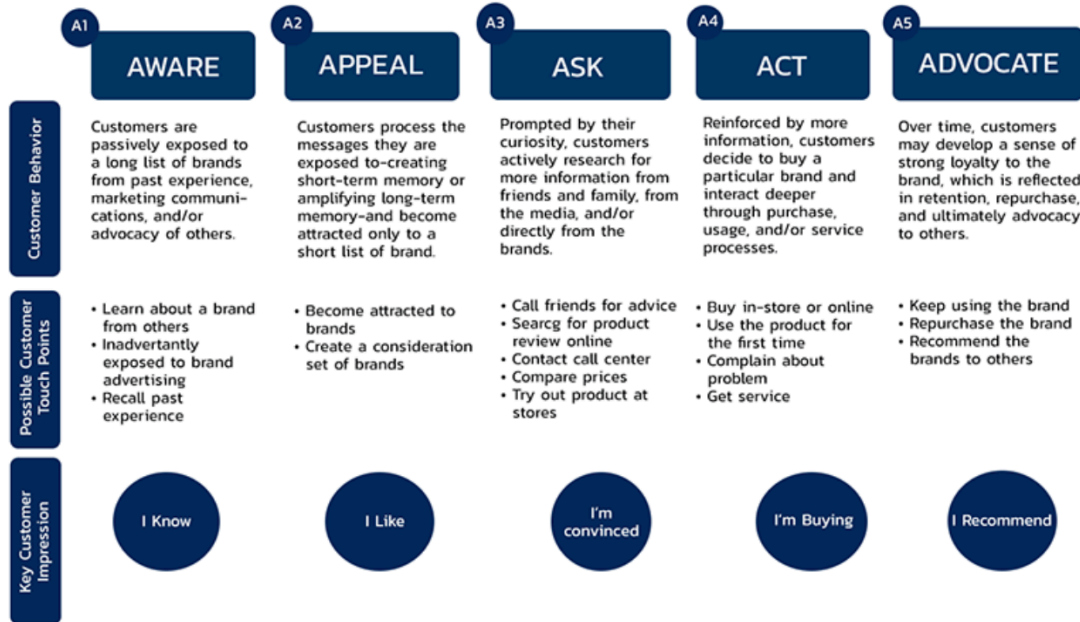 A1
AWARE
A2
APPEAL
A3
ASK
A4
ACT
A5
ADVOCATE
Customer Behavior
Customers are
passively exposed to
a long list of brands
from past experience,
marketing communi-
cations, and/or
advocacy of others.
Customers process the
messages they are
exposed to-creating
short-term memory or
amplifying long-term
memory-and become
attracted only to a
short list of brand.
Prompted by their
curiosity, customers
actively research for
more information from
friends and family, from
the media, and/or
directly from the
brands.
Reinforced by more
information, customers
decide to buy a
particular brand and
interact deeper
through purchase,
usage, and/or service
processes.
Over time, customers
may develop a sense of
strong loyalty to the
brand, which is reflected
in retention, repurchase,
and ultimately advocacy
to others.
Possible Customer
Touch Points
• Learn about a brand
from others
• Inadvertantly
exposed to brand
advertising
• Recall past
experience
• Become attracted to
brands
• Create a consideration
set of brands
• Call friends for advice
• Searcg for product
review online
• Contact call center
• Compare prices
• Try out product at
stores
• Buy in-store or online
• Use the product for
the first time
• Complain about
problem
• Get service
• Keep using the brand
• Repurchase the brand
• Recommend the
brands to others
Key Customer
Impression
I Know
I Like
I'm
convinced
I'm Buying
I Recommend